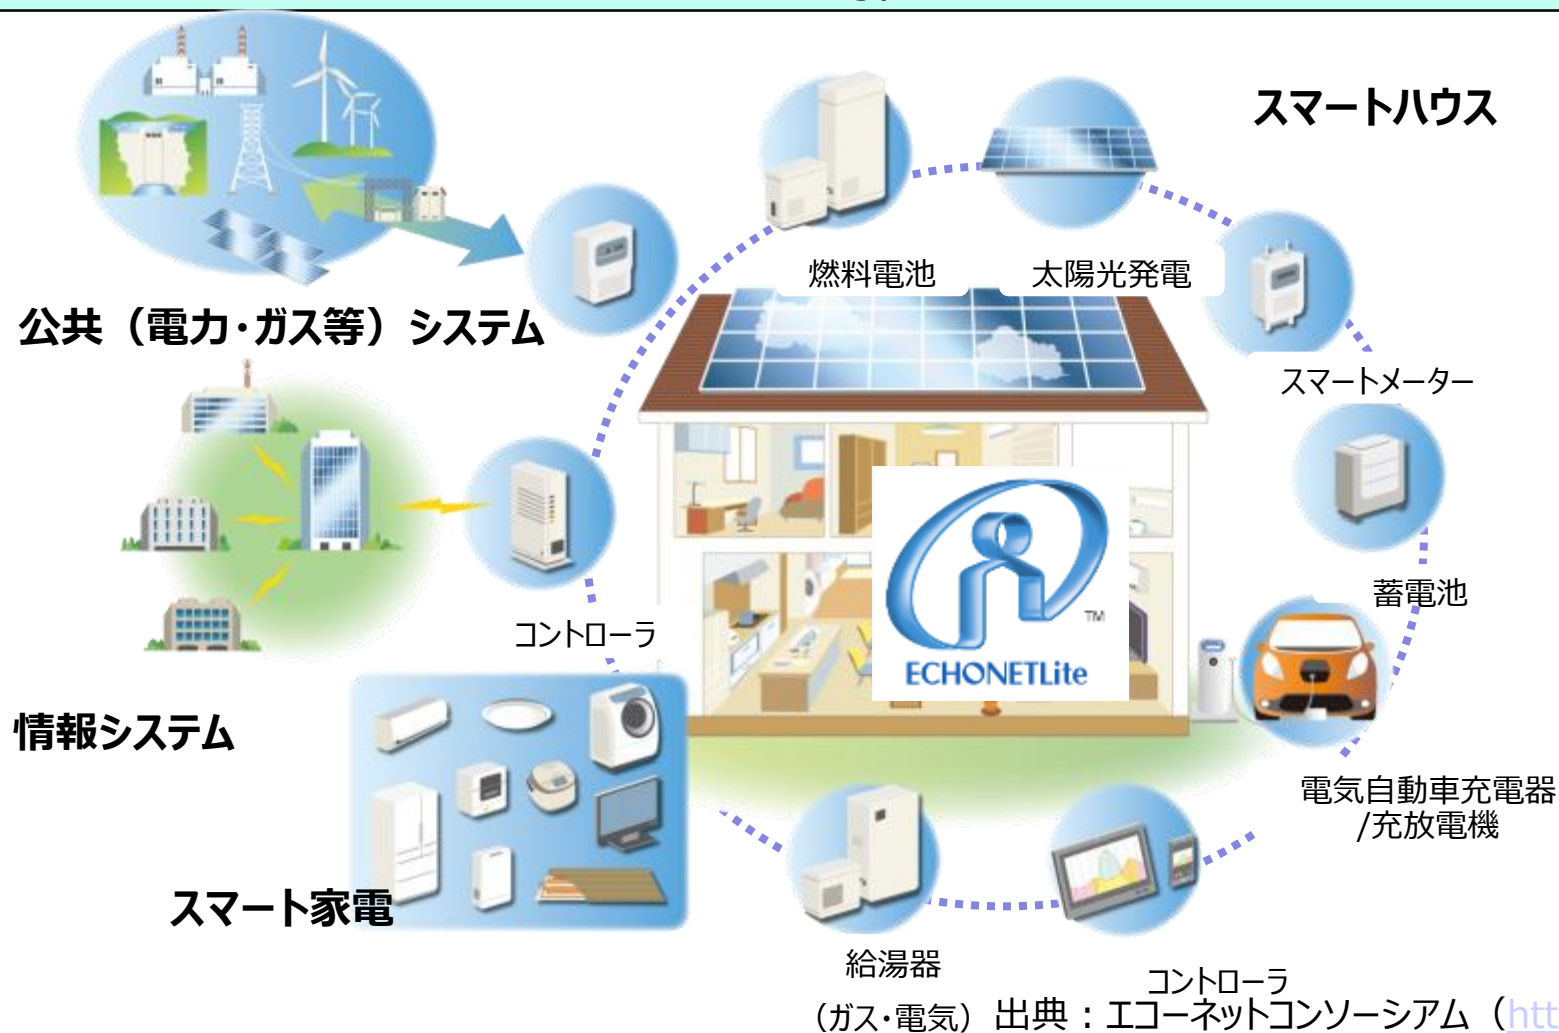 スマートハウス
燃料電池
太陽光発電
公共（電力・ガス等）システム
スマートメーター
蓄電池
コントローラ
TM
ECHONETLite
情報システム
電気自動車充電器
/充放電機
スマート家電
給湯器
（ガス・電気）
コントローラ
出典：エコーネットコンソーシアム（htt